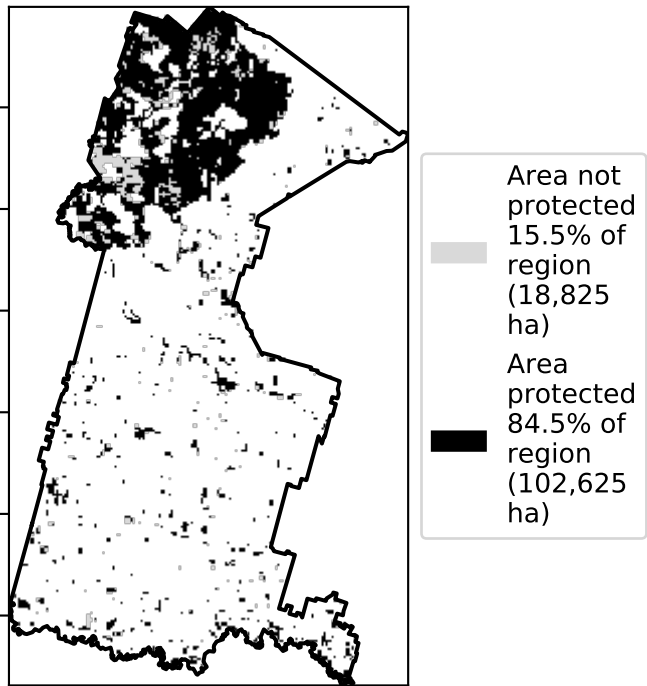 Area not
protected
15.5% of
region
(18,825
ha)
Area
protected
84.5% of
region
(102,625
ha)